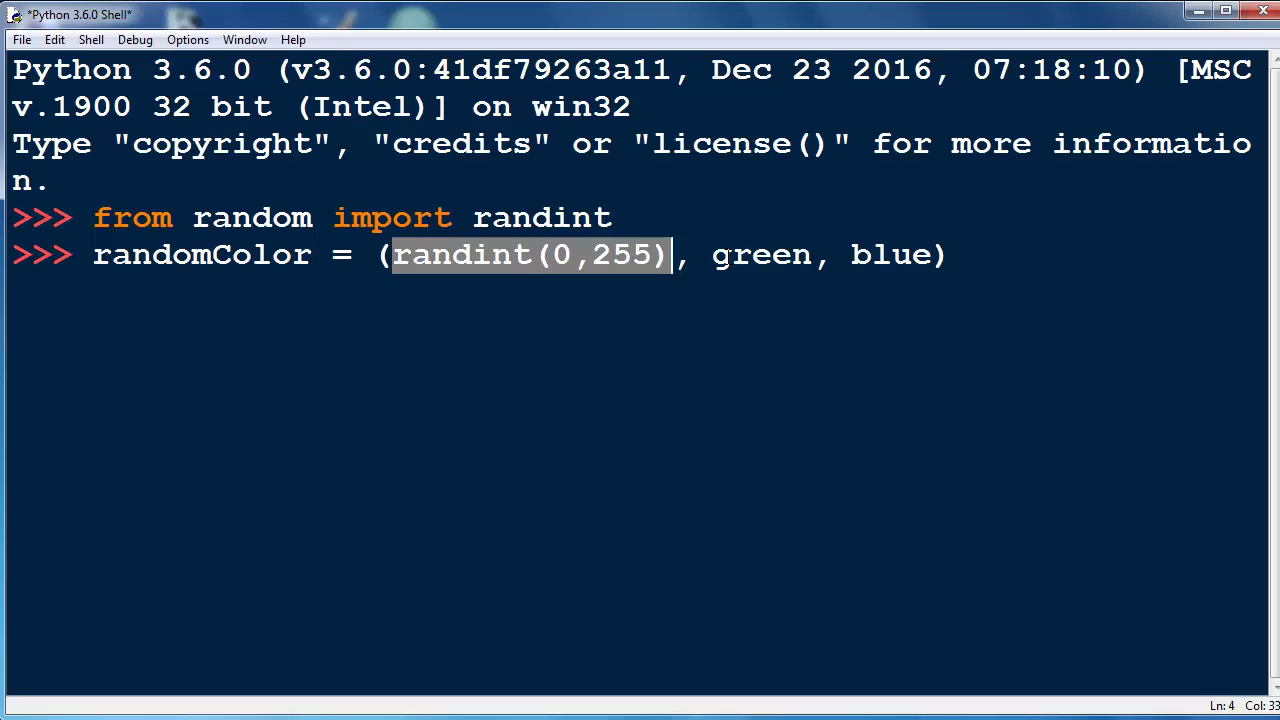 *Python 3.6.0 Shell*
File Edit Shell Debug Options Window Help
Python 3.6.0 (v3.6.0:41df79263a11, Dec 23 2016, 07:18:10) [MSC
v.1900 32 bit (Intel)] on win32
Type "copyright", "credits" or "license()" for more informatio
n.
>>> from random import randint
>>> randomColor = (randint(0,255), green, blue)
Ln: 4 Col: 33